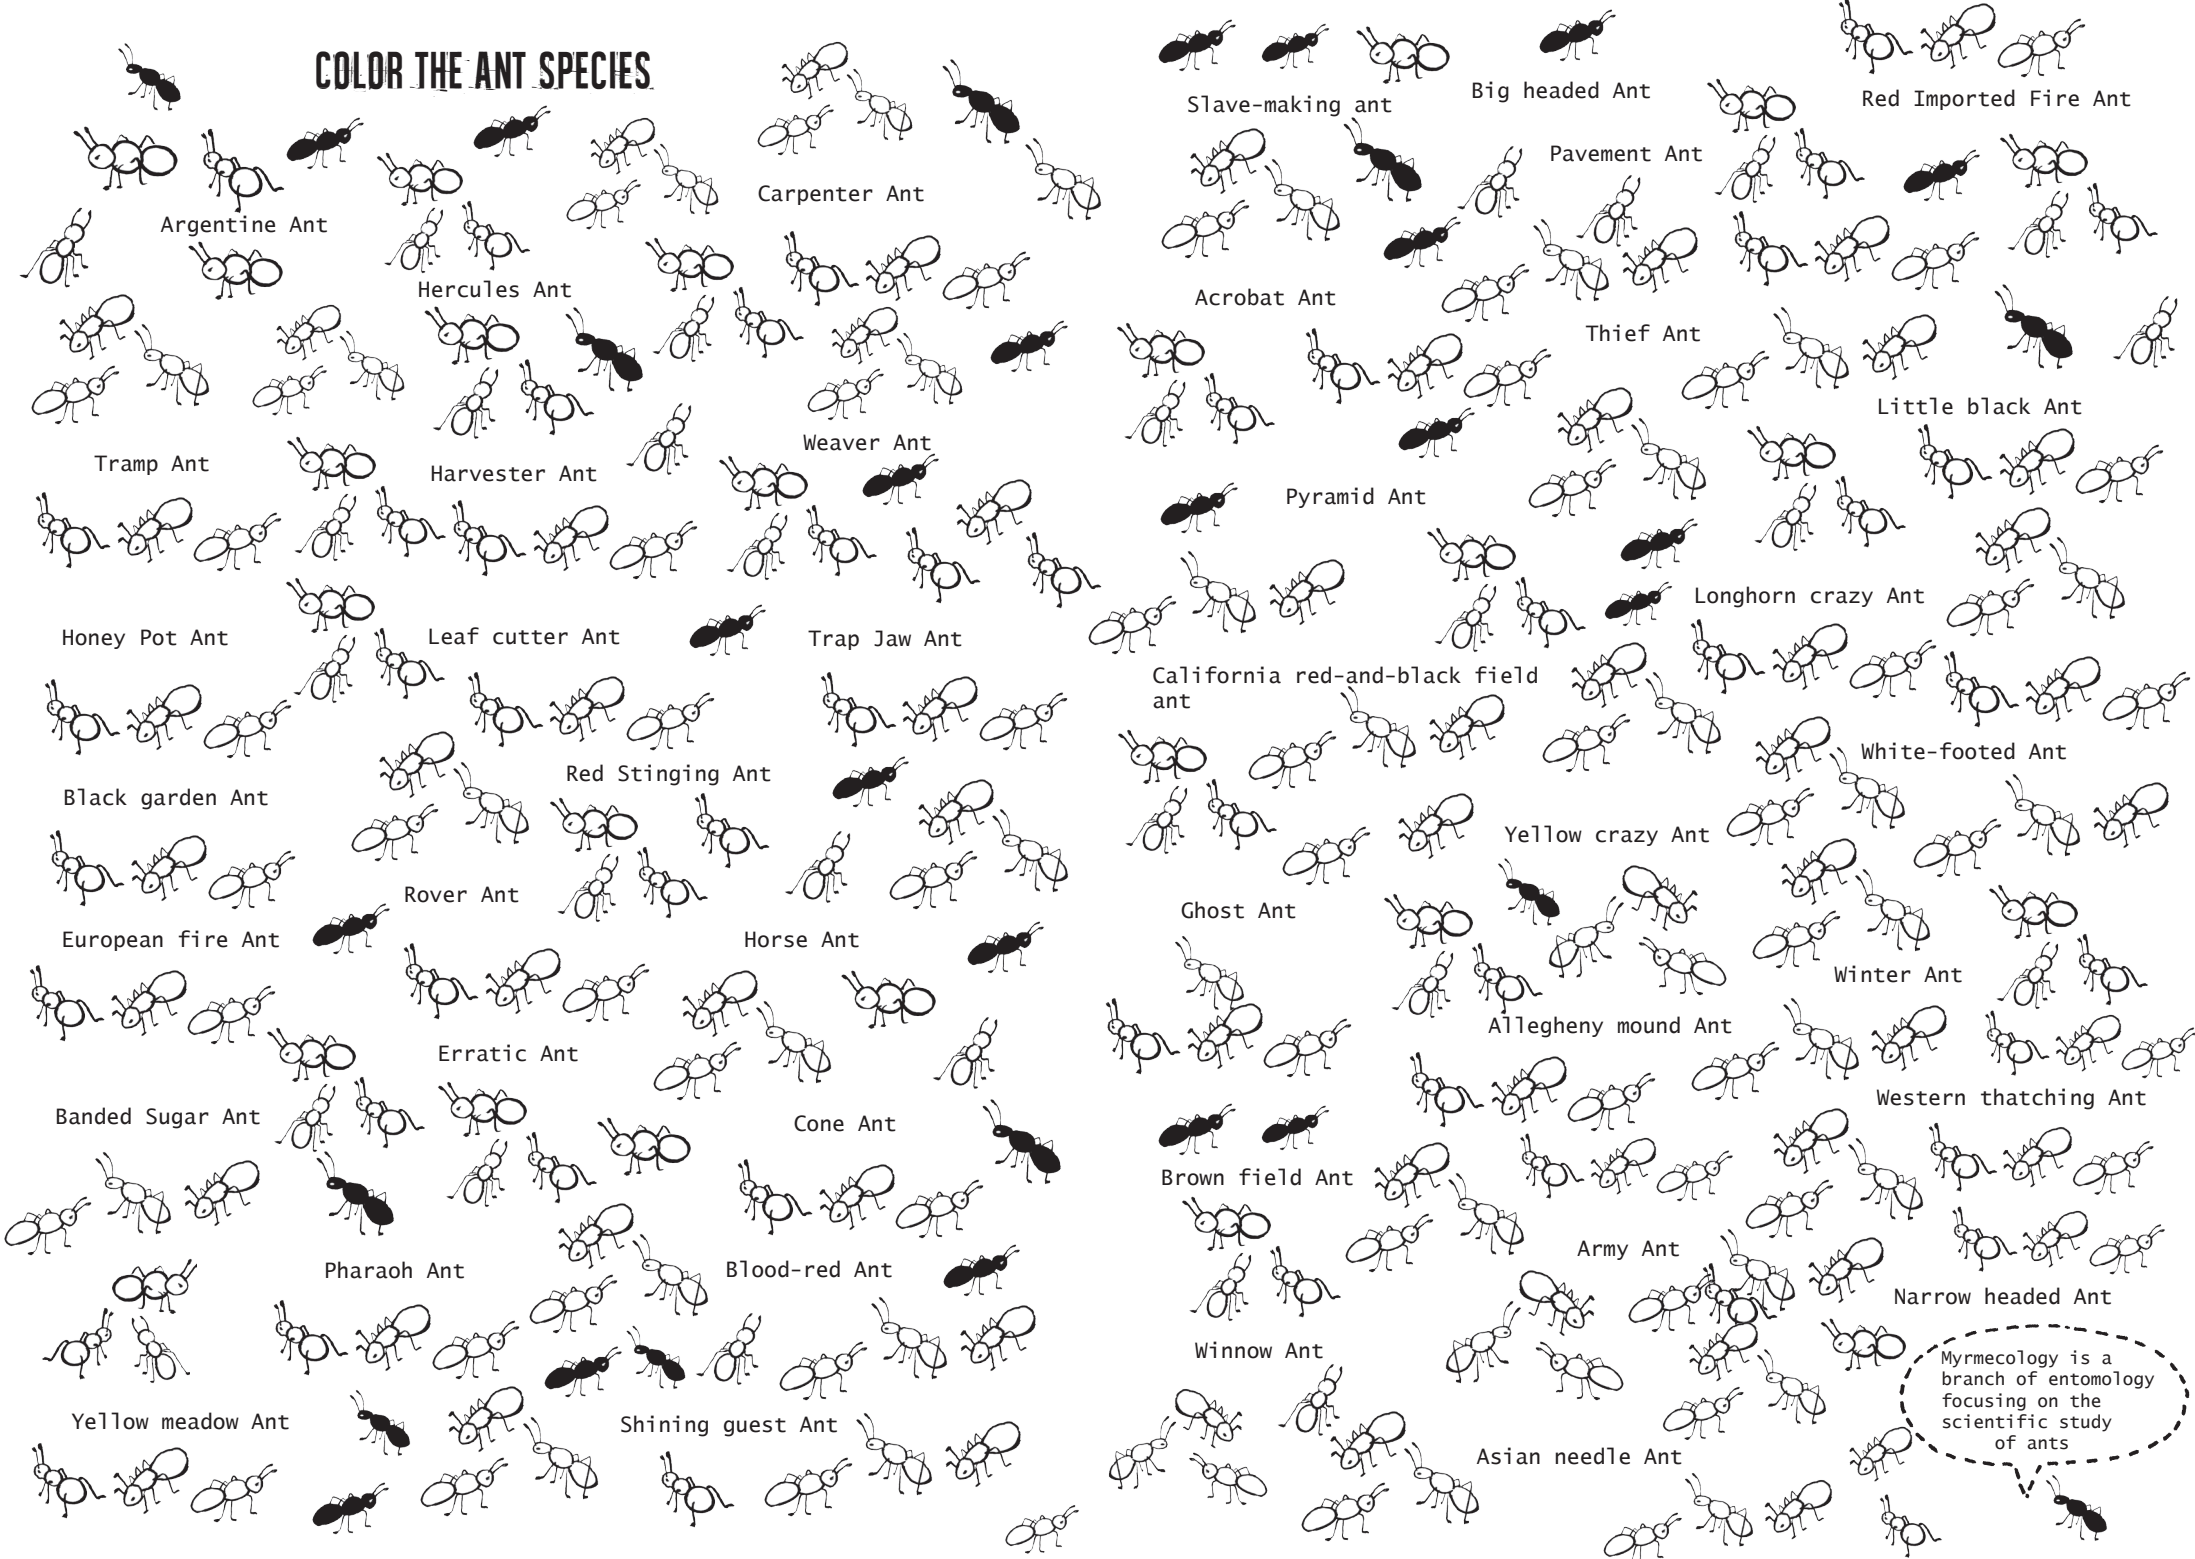 COLOR THE ANT SPECIES
Carpenter Ant
Argentine Ant
Hercules Ant
Weaver Ant
Tramp Ant
Harvester Ant
Honey Pot Ant
Leaf cutter Ant
Trap Jaw Ant
Red Stinging Ant
Black garden Ant
Rover Ant
European fire Ant
Horse Ant
Erratic Ant
Banded Sugar Ant
Cone Ant
Pharaoh Ant
Blood-red Ant
Yellow meadow Ant
Shining guest Ant
Slave-making ant
Big headed Ant
Red Imported Fire Ant
Pavement Ant
Acrobat Ant
Thief Ant
Little black Ant
Pyramid Ant
Longhorn crazy Ant
California red-and-black field
ant
White-footed Ant
Yellow crazy Ant
Ghost Ant
Winter Ant
Allegheny mound Ant
Western thatching Ant
Brown field Ant
Army Ant
Narrow headed Ant
Winnow Ant
Asian needle Ant
Myrmecology is a
branch of entomology
focusing on the
scientific study
of ants